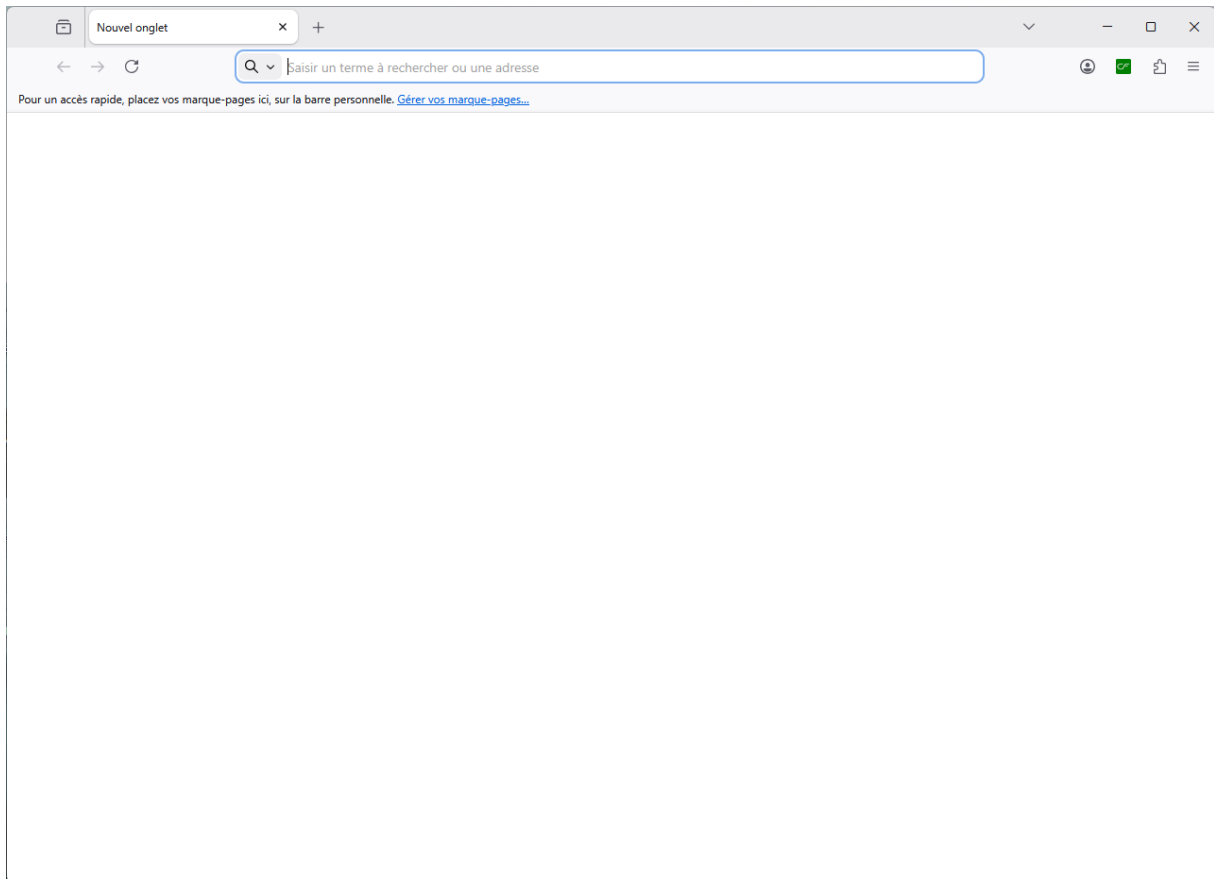 Nouvel onglet
Saisir un terme à rechercher ou une adresse
Pour un accès rapide, placez vos marque-pages ici, sur la barre personnelle. Gérer vos marque-pages...